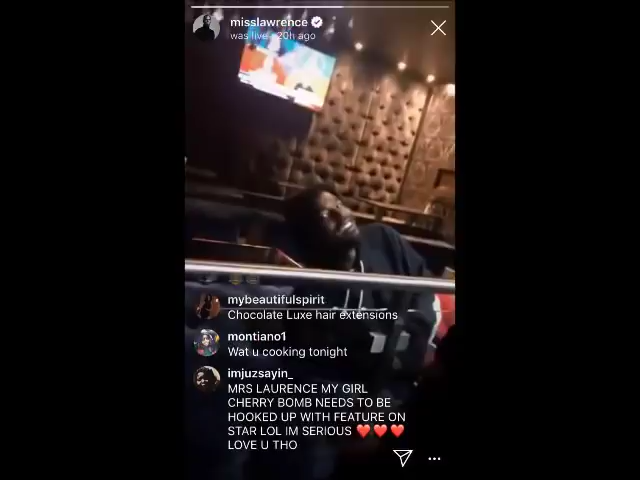 misslawrence
was live · 20h ago
mybeautifulspirit
Chocolate Luxe hair extensions
montiano1
Wat u cooking tonight
imjuzsayin_
MRS LAURENCE MY GIRL
CHERRY BOMB NEEDS TO BE
HOOKED UP WITH FEATURE ON
STAR LOL IM SERIOUS ❤️❤️❤️
LOVE U THO